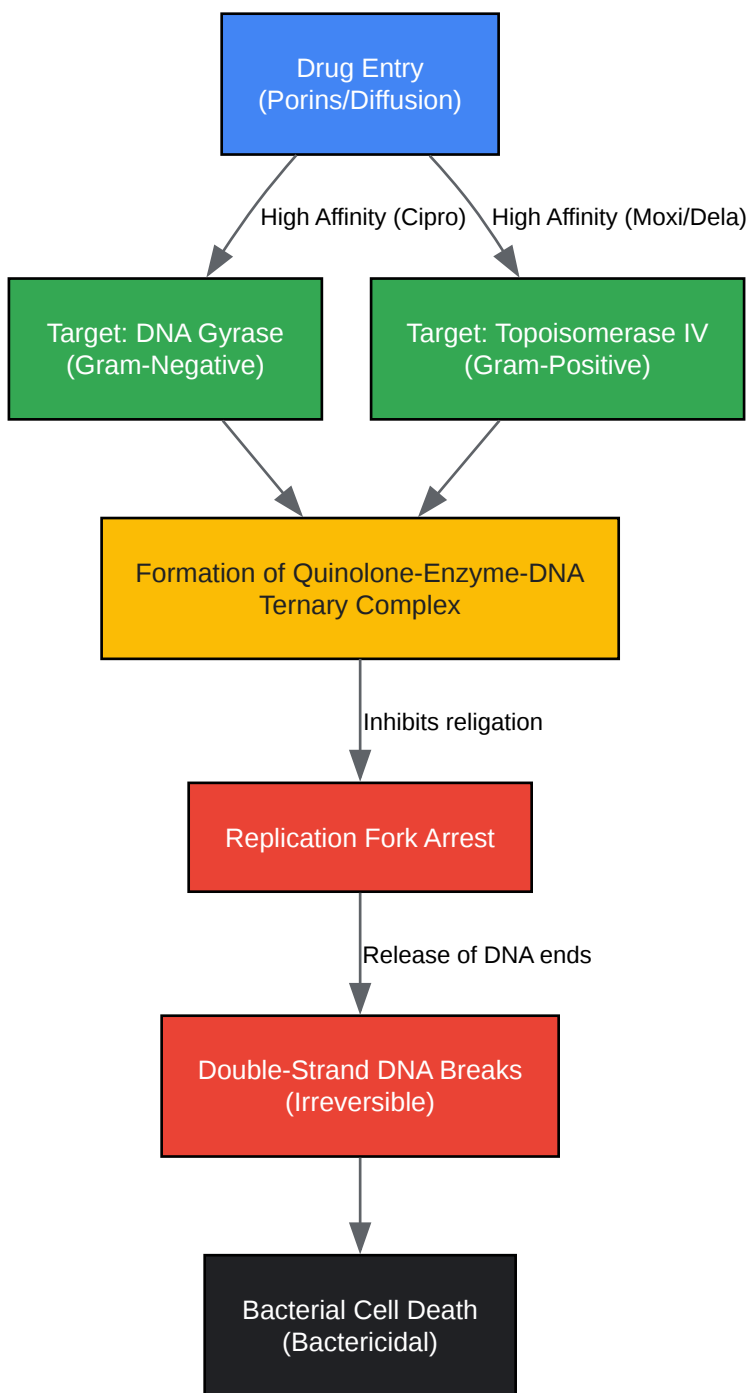 Drug Entry
(Porins/Diffusion)
High Affinity (Cipro)
High Affinity (Moxi/Dela)
Target: DNA Gyrase
(Gram-Negative)
Target: Topoisomerase IV
(Gram-Positive)
Formation of Quinolone-Enzyme-DNA
Ternary Complex
Inhibits religation
Replication Fork Arrest
Release of DNA ends
Double-Strand DNA Breaks
(Irreversible)
Bacterial Cell Death
(Bactericidal)